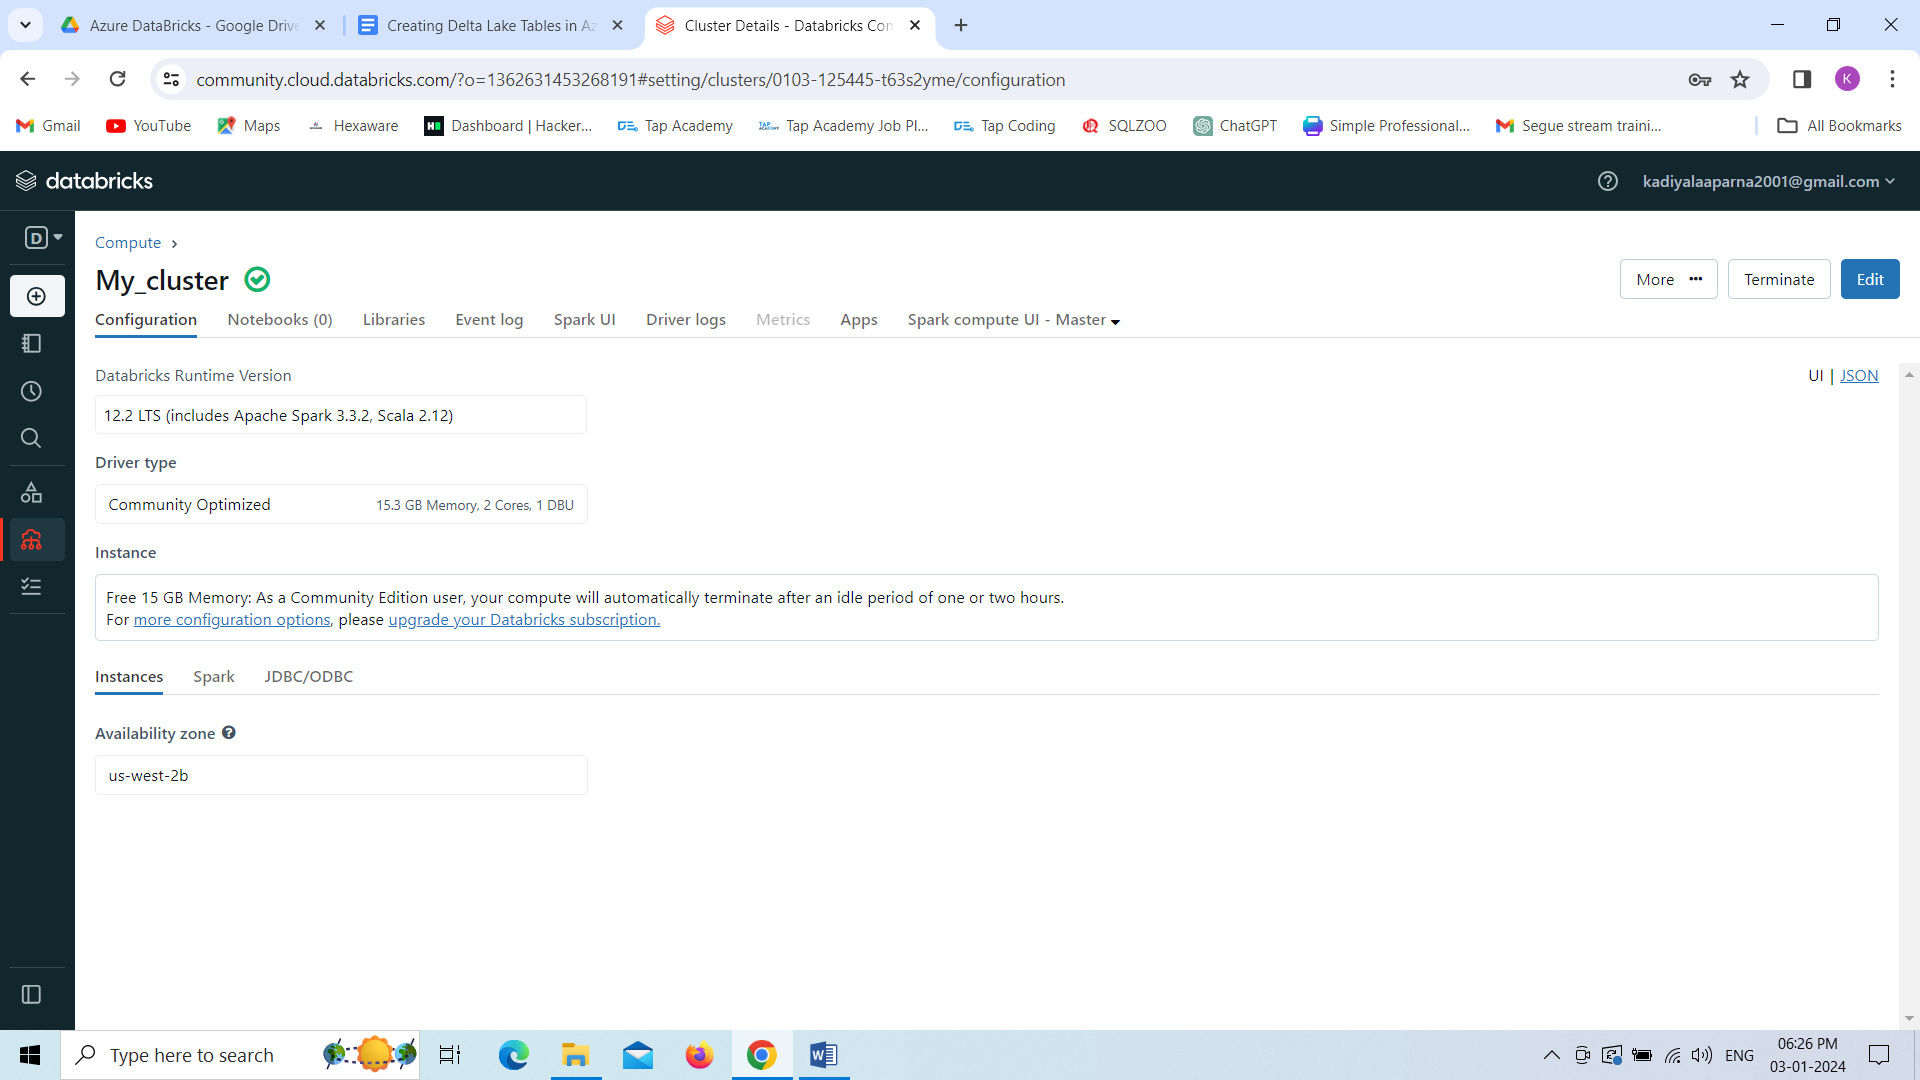 Azure DataBricks - Google Drive
Creating Delta Lake Tables in Az
Cluster Details - Databricks Com
community.cloud.databricks.com/?o=1362631453268191#setting/clusters/0103-125445-t63s2yme/configuration
K
Gmail
YouTube
Maps
Hexaware
Dashboard | Hacker...
Tap Academy
Tap Academy Job Pl...
Tap Coding
SQLZOO
ChatGPT
Simple Professional...
Segue stream traini...
All Bookmarks
databricks
kadiyalaaparna2001@gmail.com
D
Compute ›
My_cluster
More ···
Terminate
Edit
Configuration
Notebooks (0)
Libraries
Event log
Spark UI
Driver logs
Metrics
Apps
Spark compute UI - Master
Databricks Runtime Version
UI | JSON
12.2 LTS (includes Apache Spark 3.3.2, Scala 2.12)
Driver type
Community Optimized 15.3 GB Memory, 2 Cores, 1 DBU
Instance
Free 15 GB Memory: As a Community Edition user, your compute will automatically terminate after an idle period of one or two hours.
For more configuration options, please upgrade your Databricks subscription.
Instances
Spark
JDBC/ODBC
Availability zone
us-west-2b
Type here to search
ENG
06:26 PM
03-01-2024